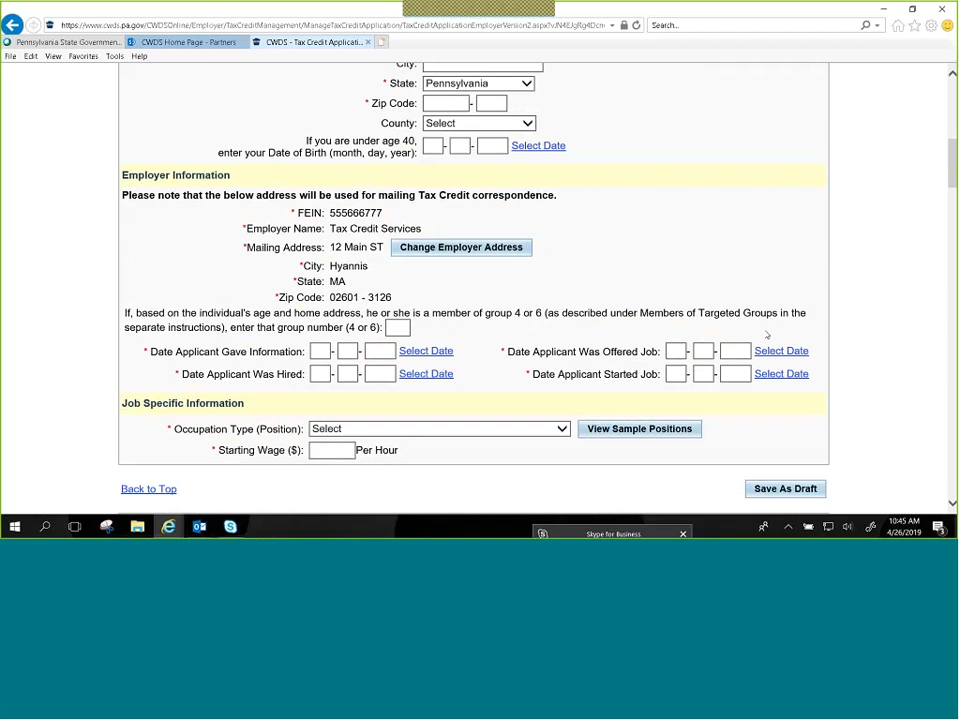 https://www.cwds.pa.gov/CWDSOnline/Employer/TaxCreditManagement/ManageTaxCreditApplication/TaxCreditApplicationEmployerVersion2.aspx?
Search...
Pennsylvania State Governmen...
CWDS Home Page - Partners
CWDS - Tax Credit Applicati...
File Edit View Favorites Tools Help
City:
* State: Pennsylvania
* Zip Code: -
County: Select
If you are under age 40,
enter your Date of Birth (month, day, year): - - Select Date
Employer Information
Please note that the below address will be used for mailing Tax Credit correspondence.
* FEIN: 555666777
*Employer Name: Tax Credit Services
*Mailing Address: 12 Main ST Change Employer Address
*City: Hyannis
*State: MA
*Zip Code: 02601 - 3126
If, based on the individual's age and home address, he or she is a member of group 4 or 6 (as described under Members of Targeted Groups in the
separate instructions), enter that group number (4 or 6):
* Date Applicant Gave Information: - - Select Date * Date Applicant Was Offered Job: - - Select Date
* Date Applicant Was Hired: - - Select Date * Date Applicant Started Job: - - Select Date
Job Specific Information
* Occupation Type (Position): Select View Sample Positions
* Starting Wage ($): Per Hour
Back to Top
Save As Draft
Skype for Business
10:45 AM
4/26/2019